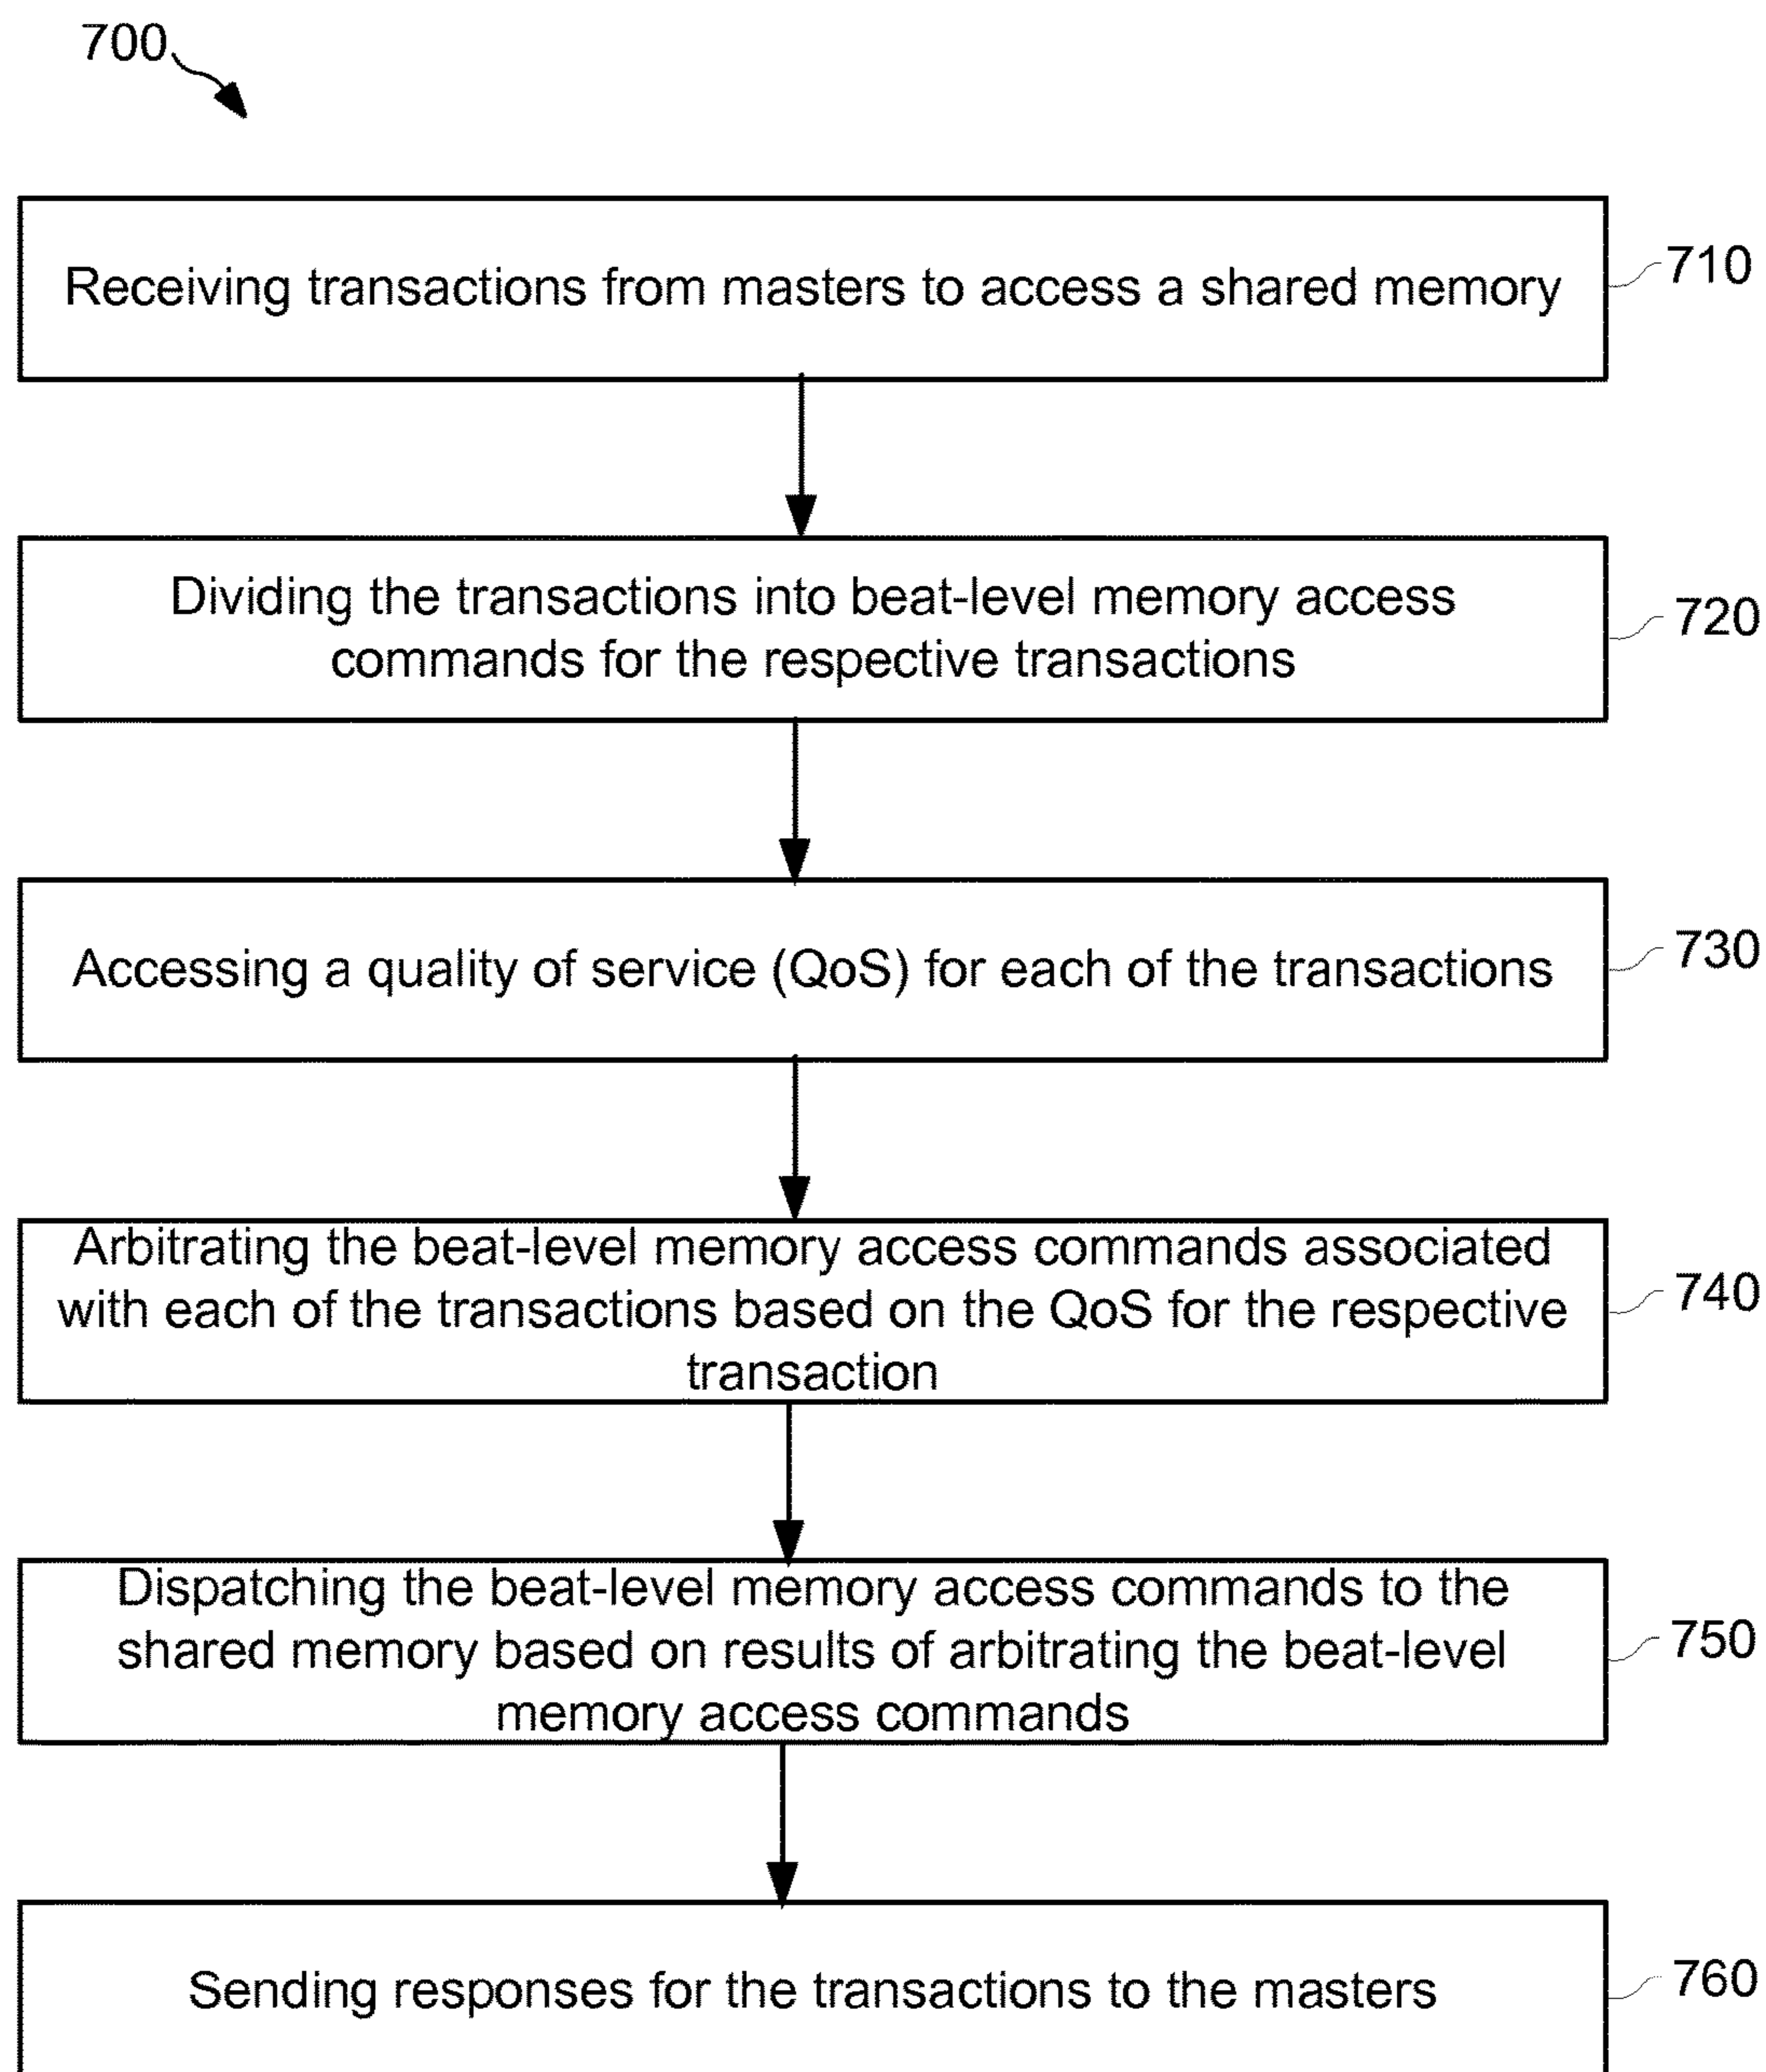 700
Receiving transactions from masters to access a shared memory
710
Dividing the transactions into beat-level memory access
commands for the respective transactions
720
Accessing a quality of service (QoS) for each of the transactions
730
Arbitrating the beat-level memory access commands associated
with each of the transactions based on the QoS for the respective
transaction
740
Dispatching the beat-level memory access commands to the
shared memory based on results of arbitrating the beat-level
memory access commands
750
Sending responses for the transactions to the masters
760